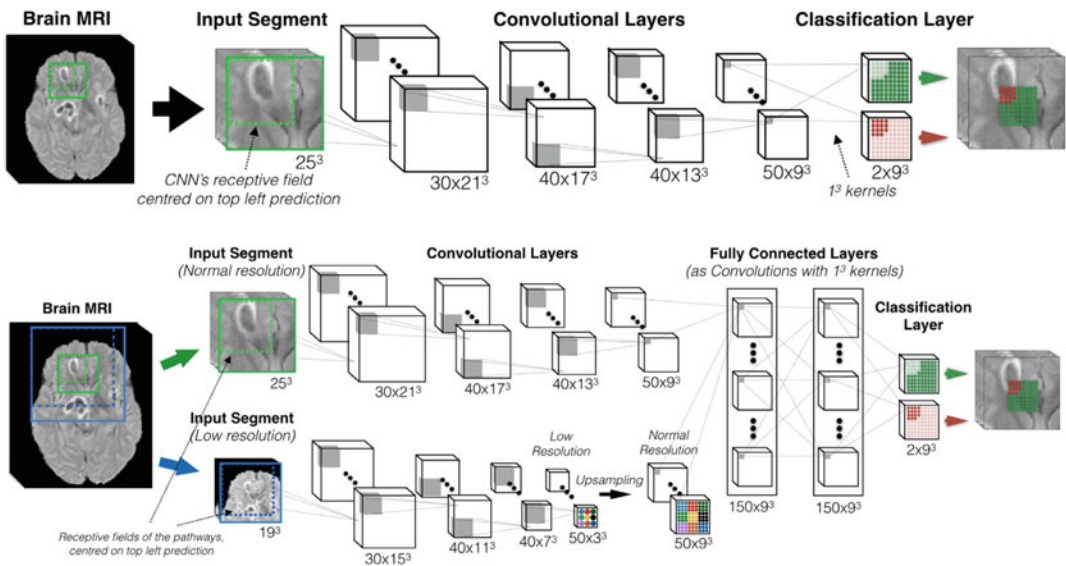 Brain MRI
Input Segment
Convolutional Layers
Classification Layer
25³
30x21³
40x17³
40x13³
50x9³
2x9³
CNN's receptive field
centred on top left prediction
1³ kernels
Input Segment
(Normal resolution)
Convolutional Layers
Fully Connected Layers
(as Convolutions with 1³ kernels)
Brain MRI
Classification
Layer
25³
30x21³
40x17³
40x13³
50x9³
Input Segment
(Low resolution)
Low
Resolution
Normal
Resolution
Upsampling
2x9³
Receptive fields of the pathways,
centred on top left prediction
19³
30x15³
40x11³
40x7³
50x3³
50x9³
150x9³
150x9³